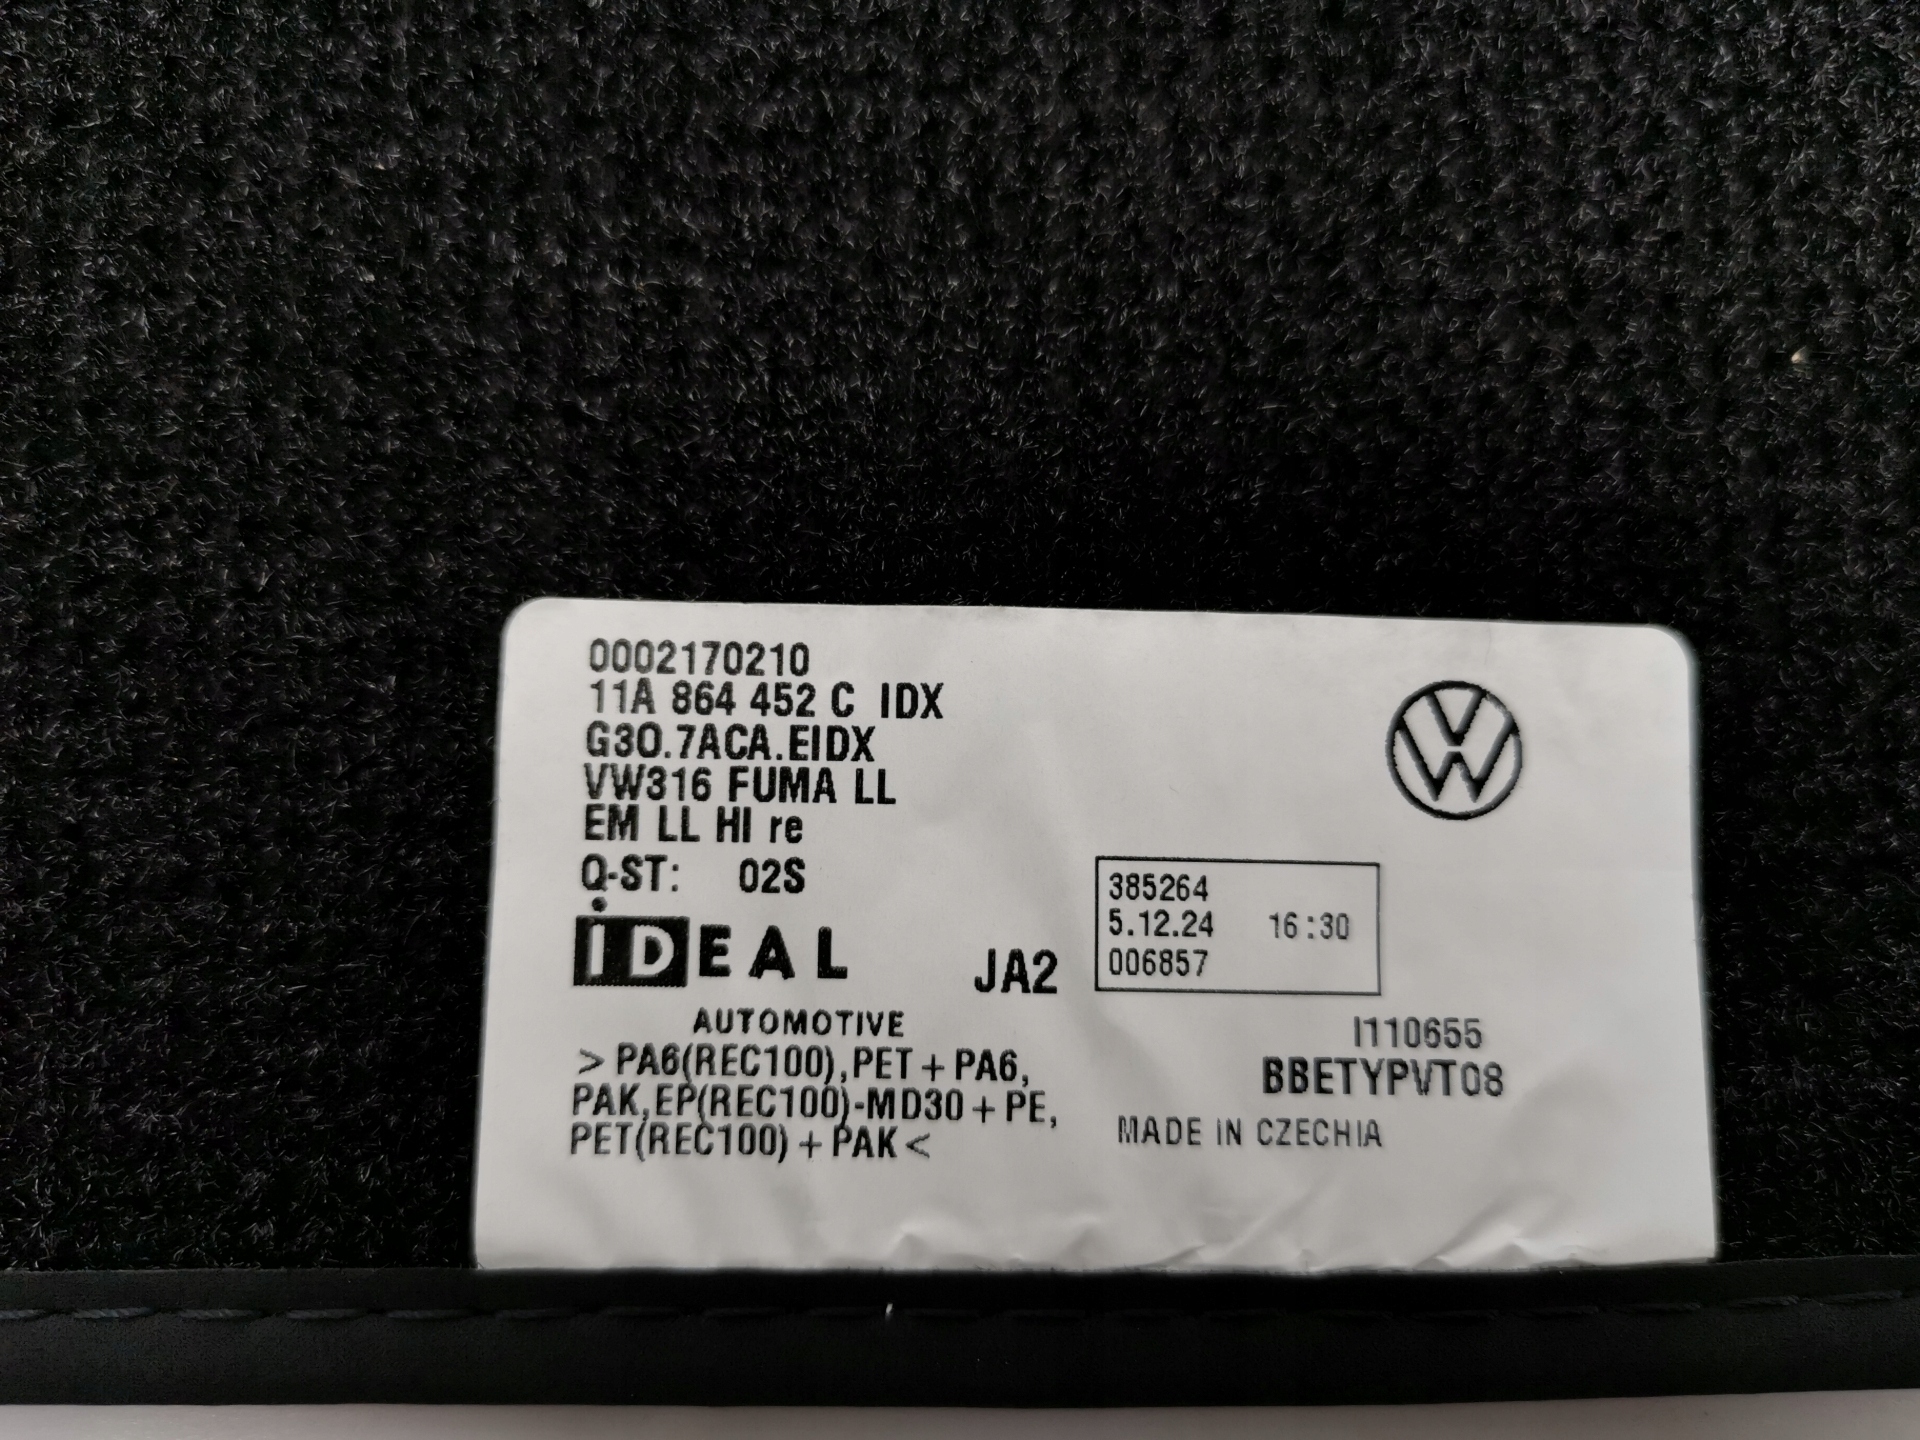 0002170210
11A 864 452 C IDX
G30.7ACA.EIDX
VW316 FUMA LL
EM LL HI re
Q-ST: 02S
iDEAL
AUTOMOTIVE
JA2
385264
5.12.24 16:30
006857
>PA6(REC100),PET+PA6,
PAK,EP(REC100)-MD30+PE,
PET(REC100)+PAK<
I110655
BBETYPVT08
MADE IN CZECHIA
VW